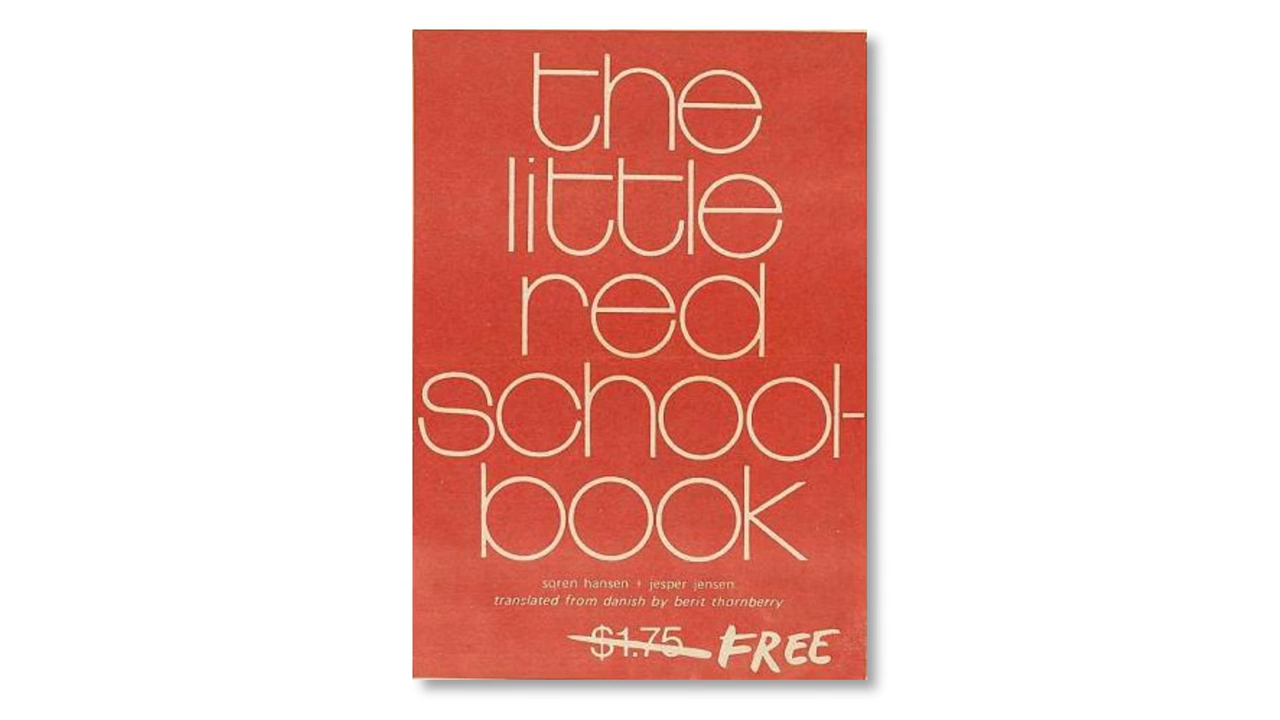 the
little
red
school-
book
soren hansen + jesper jensen
translated from danish by berit thornberry
$1.75 FREE